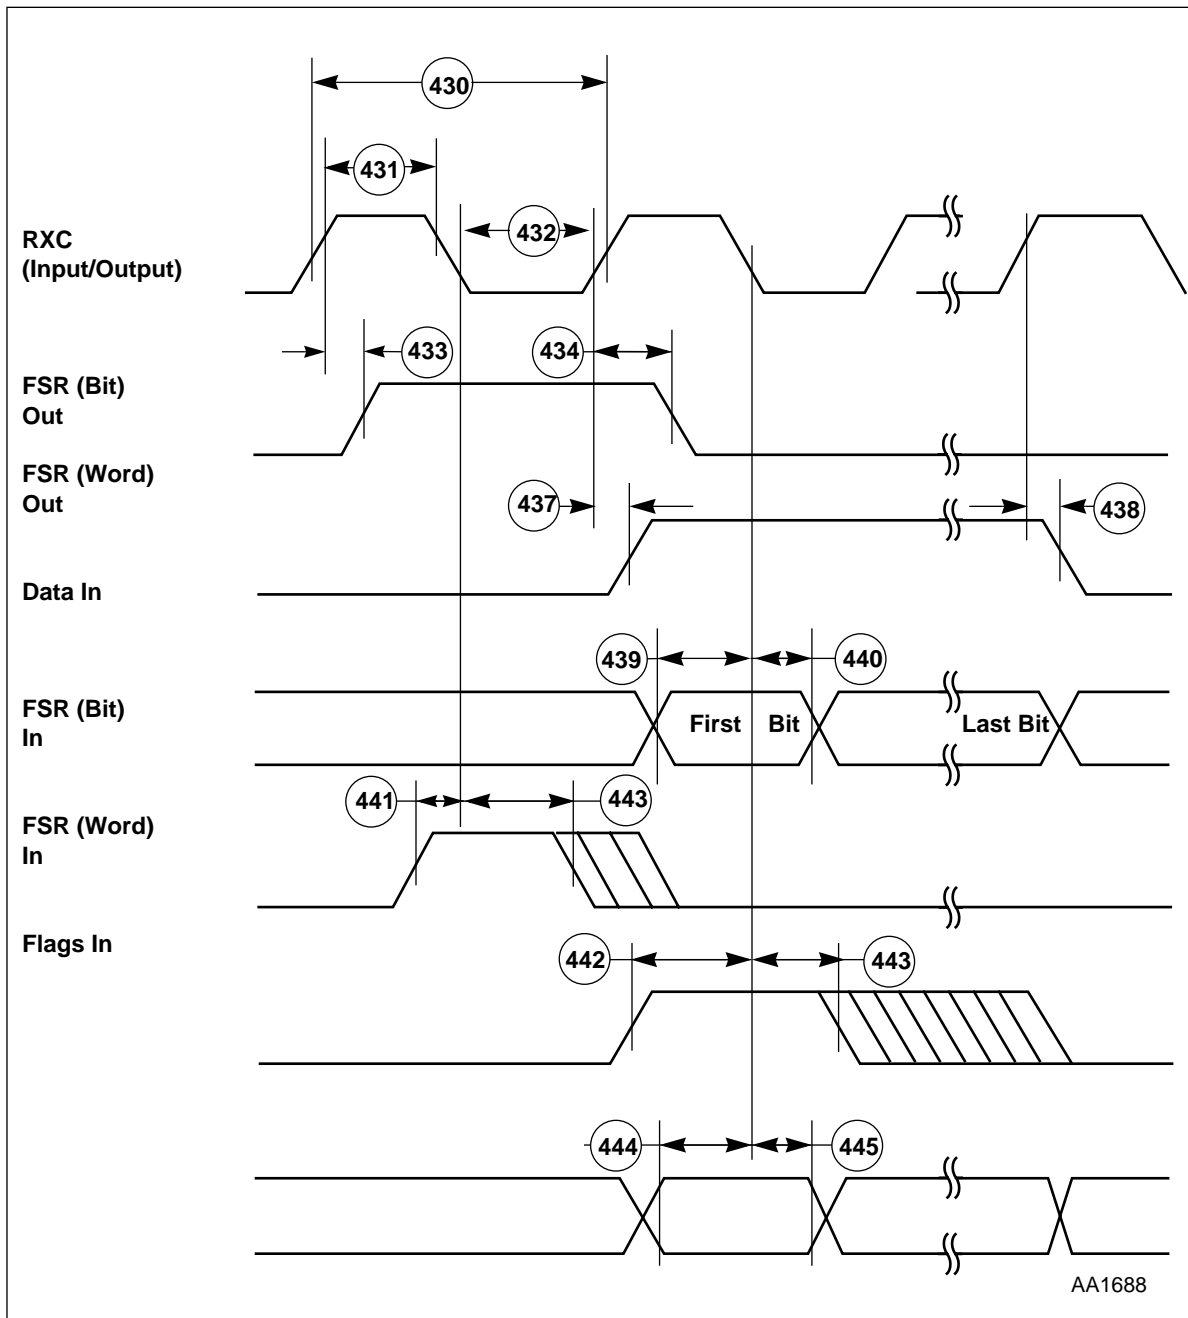 430
431
432
RXC
(Input/Output)
433
434
FSR (Bit)
Out
FSR (Word)
Out
437
438
Data In
439
440
FSR (Bit)
In
First Bit
Last Bit
441
443
FSR (Word)
In
Flags In
442
443
444
445
AA1688